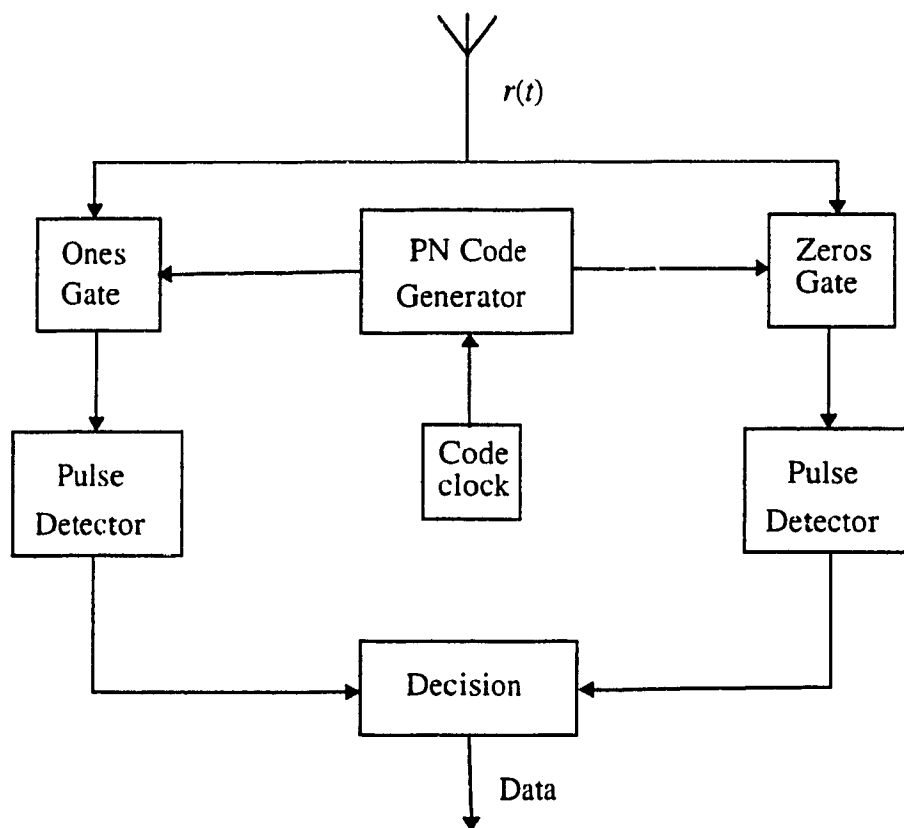 r(t)
Ones
Gate
PN Code
Generator
Zeros
Gate
Pulse
Detector
Code
clock
Pulse
Detector
Decision
Data